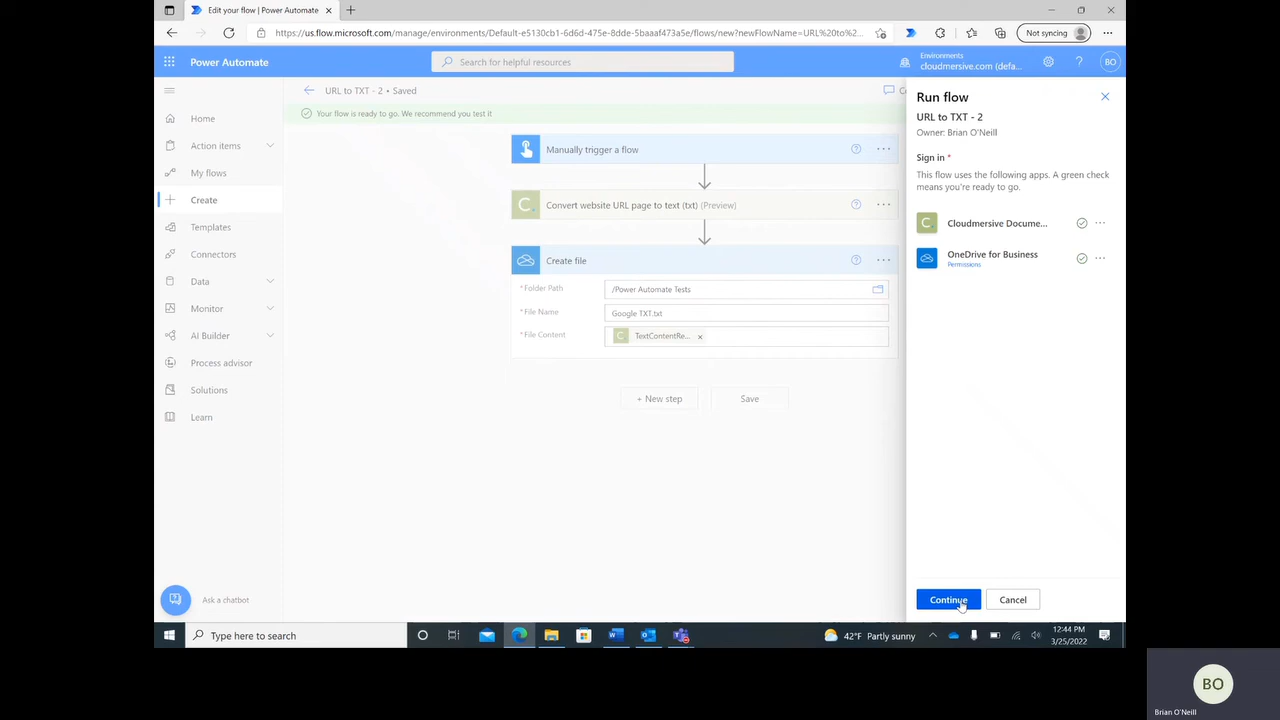 Edit your flow | Power Automate
https://us.flow.microsoft.com/manage/environments/Default-e5130cb1-6d6d-475e-8dde-5baaaf473a5e/flows/new?newFlowName=URL%20to%2...
Not syncing
Power Automate
Search for helpful resources
Environments
cloudmersive.com (defa...
BO
URL to TXT - 2 • Saved
Co
Your flow is ready to go. We recommend you test it
Home
Action items
My flows
Create
Templates
Connectors
Data
Monitor
AI Builder
Process advisor
Solutions
Learn
Ask a chatbot
Manually trigger a flow
Convert website URL page to text (txt) (Preview)
Create file
*Folder Path
/Power Automate Tests
*File Name
Google TXT.txt
*File Content
TextContentRe... x
+ New step
Save
Run flow
URL to TXT - 2
Owner: Brian O'Neill
Sign in *
This flow uses the following apps. A green check
means you're ready to go.
Cloudmersive Docume...
OneDrive for Business
Permissions
Continue
Cancel
Type here to search
42°F Partly sunny
12:44 PM
3/25/2022
BO
Brian O'Neill